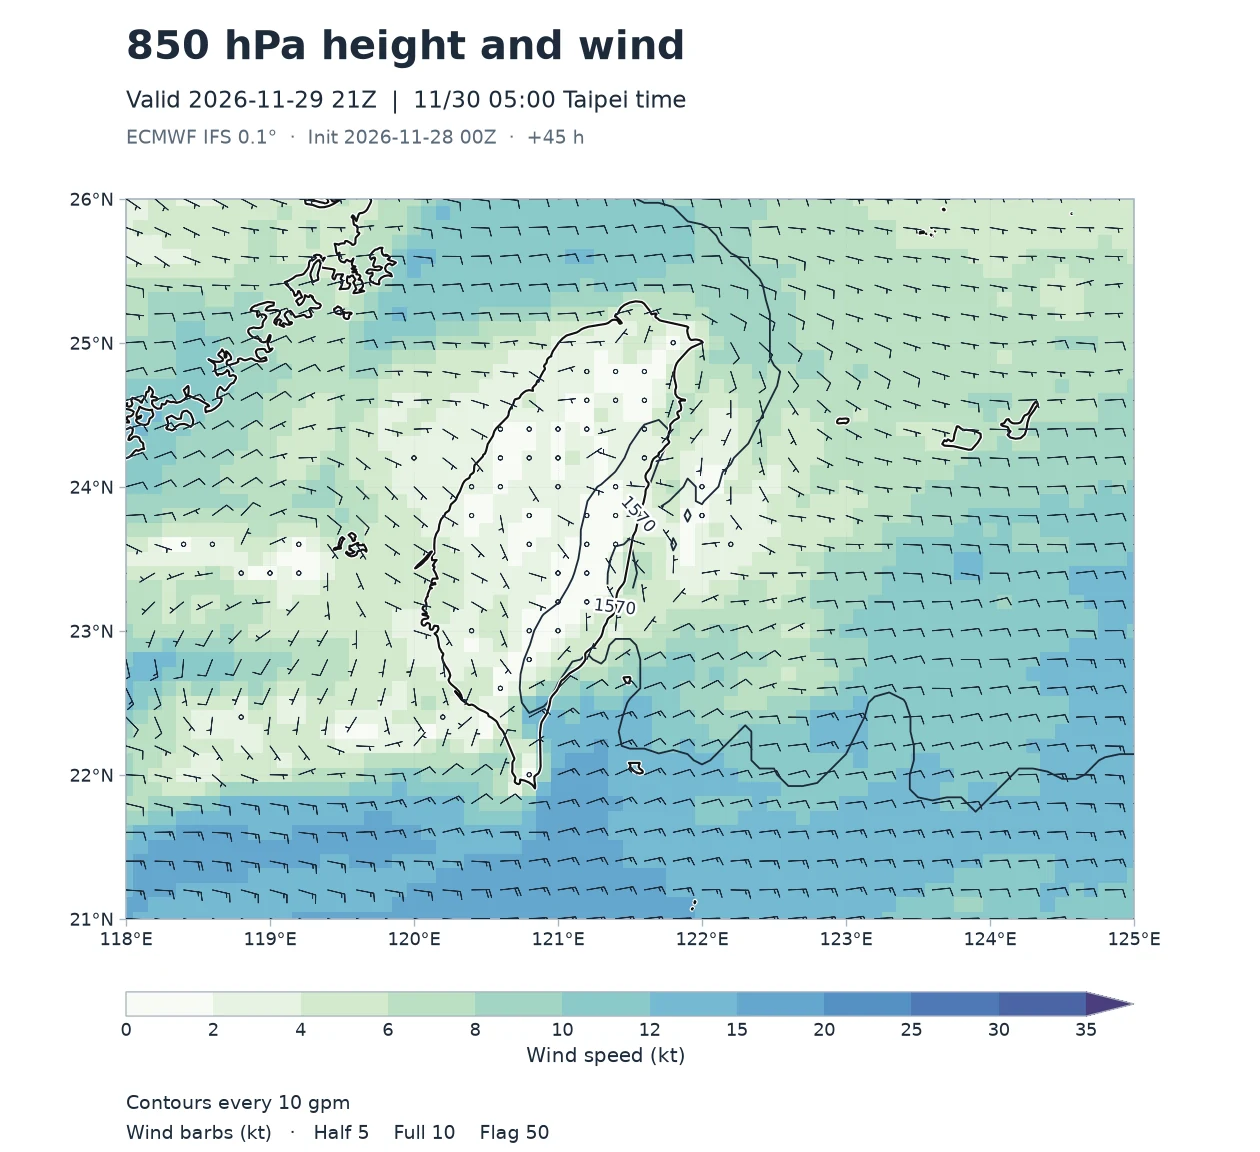 850 hPa height and wind
Valid 2026-11-29 21Z | 11/30 05:00 Taipei time
ECMWF IFS 0.1° · Init 2026-11-28 00Z · +45 h
26°N
25°N
24°N
23°N
22°N
21°N
1570
1570
118°E 119°E 120°E 121°E 122°E 123°E 124°E 125°E
0 2 4 6 8 10 12 15 20 25 30 35
Wind speed (kt)
Contours every 10 gpm
Wind barbs (kt) · Half 5 Full 10 Flag 50